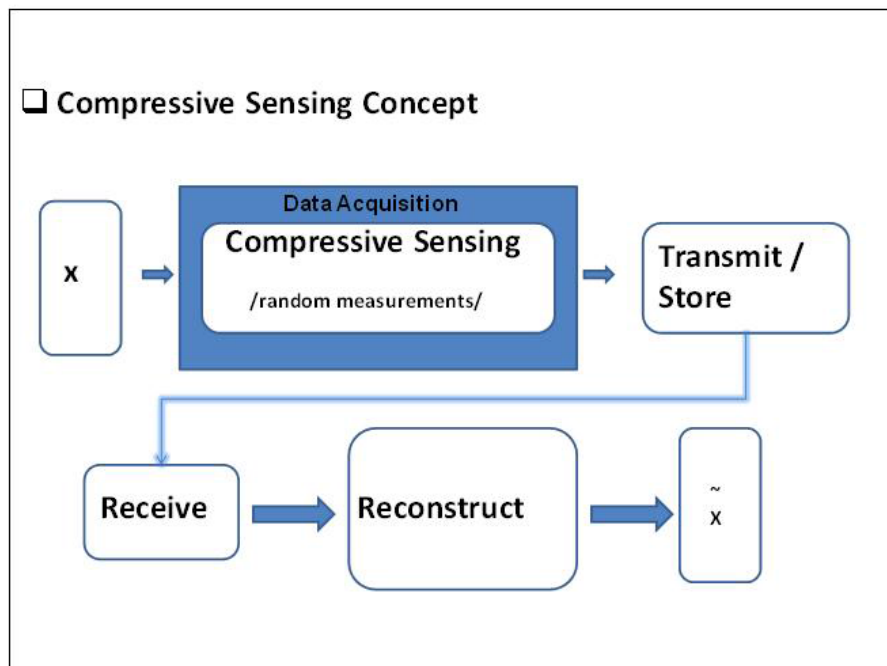 ❑ Compressive Sensing Concept
x
Data Acquisition
Compressive Sensing
/random measurements/
Transmit /
Store
Receive
Reconstruct
~
x